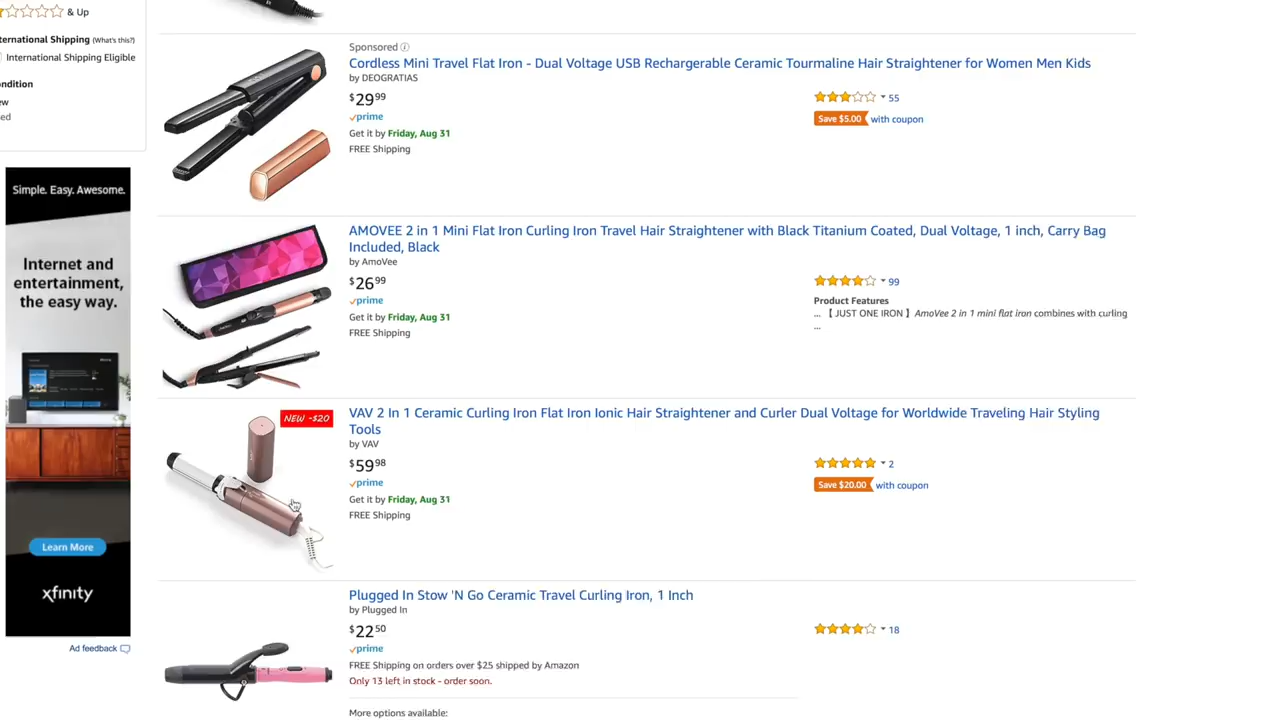 & Up
ternational Shipping (What's this?)
International Shipping Eligible
ondition
ew
ed
Simple. Easy. Awesome.
Internet and
entertainment,
the easy way.
Learn More
xfinity
Ad feedback
Sponsored
Cordless Mini Travel Flat Iron - Dual Voltage USB Rechargerable Ceramic Tourmaline Hair Straightener for Women Men Kids
by DEOGRATIAS
$29 99
prime
Get it by Friday, Aug 31
FREE Shipping
55
Save $5.00 with coupon
AMOVEE 2 in 1 Mini Flat Iron Curling Iron Travel Hair Straightener with Black Titanium Coated, Dual Voltage, 1 inch, Carry Bag
Included, Black
by AmoVee
$26 99
prime
Get it by Friday, Aug 31
FREE Shipping
99
Product Features
... 【 JUST ONE IRON 】 AmoVee 2 in 1 mini flat iron combines with curling
...
NEW -$20
VAV 2 In 1 Ceramic Curling Iron Flat Iron Ionic Hair Straightener and Curler Dual Voltage for Worldwide Traveling Hair Styling
Tools
by VAV
$59 98
prime
Get it by Friday, Aug 31
FREE Shipping
2
Save $20.00 with coupon
Plugged In Stow 'N Go Ceramic Travel Curling Iron, 1 Inch
by Plugged In
$22 50
prime
FREE Shipping on orders over $25 shipped by Amazon
Only 13 left in stock - order soon.
18
More options available: